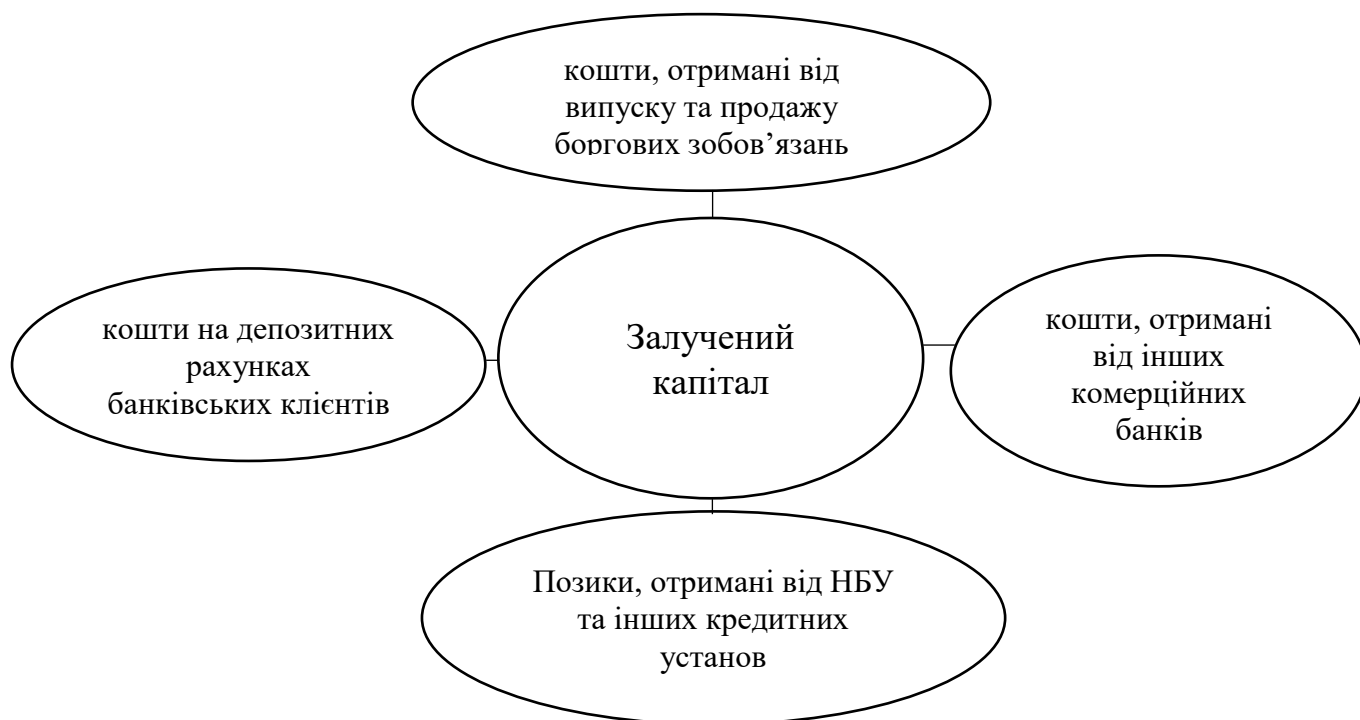 кошти, отримані від
випуску та продажу
боргових зобов’язань
кошти на депозитних
рахунках
банківських клієнтів
Залучений
капітал
кошти, отримані
від інших
комерційних
банків
Позики, отримані від НБУ
та інших кредитних
установ